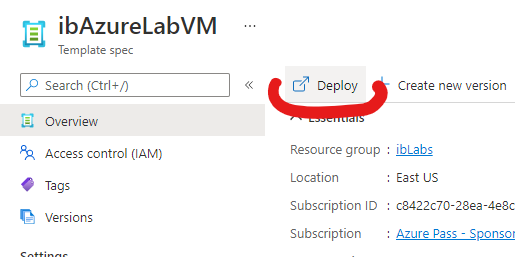 ibAzureLabVM ...
Template spec
Search (Ctrl+/) «
Overview
Access control (IAM)
Tags
Versions
Settings
Deploy + Create new version
Essentials
Resource group : ibLabs
Location : East US
Subscription ID : c8422c70-28ea-4e8c
Subscription : Azure Pass - Sponsor